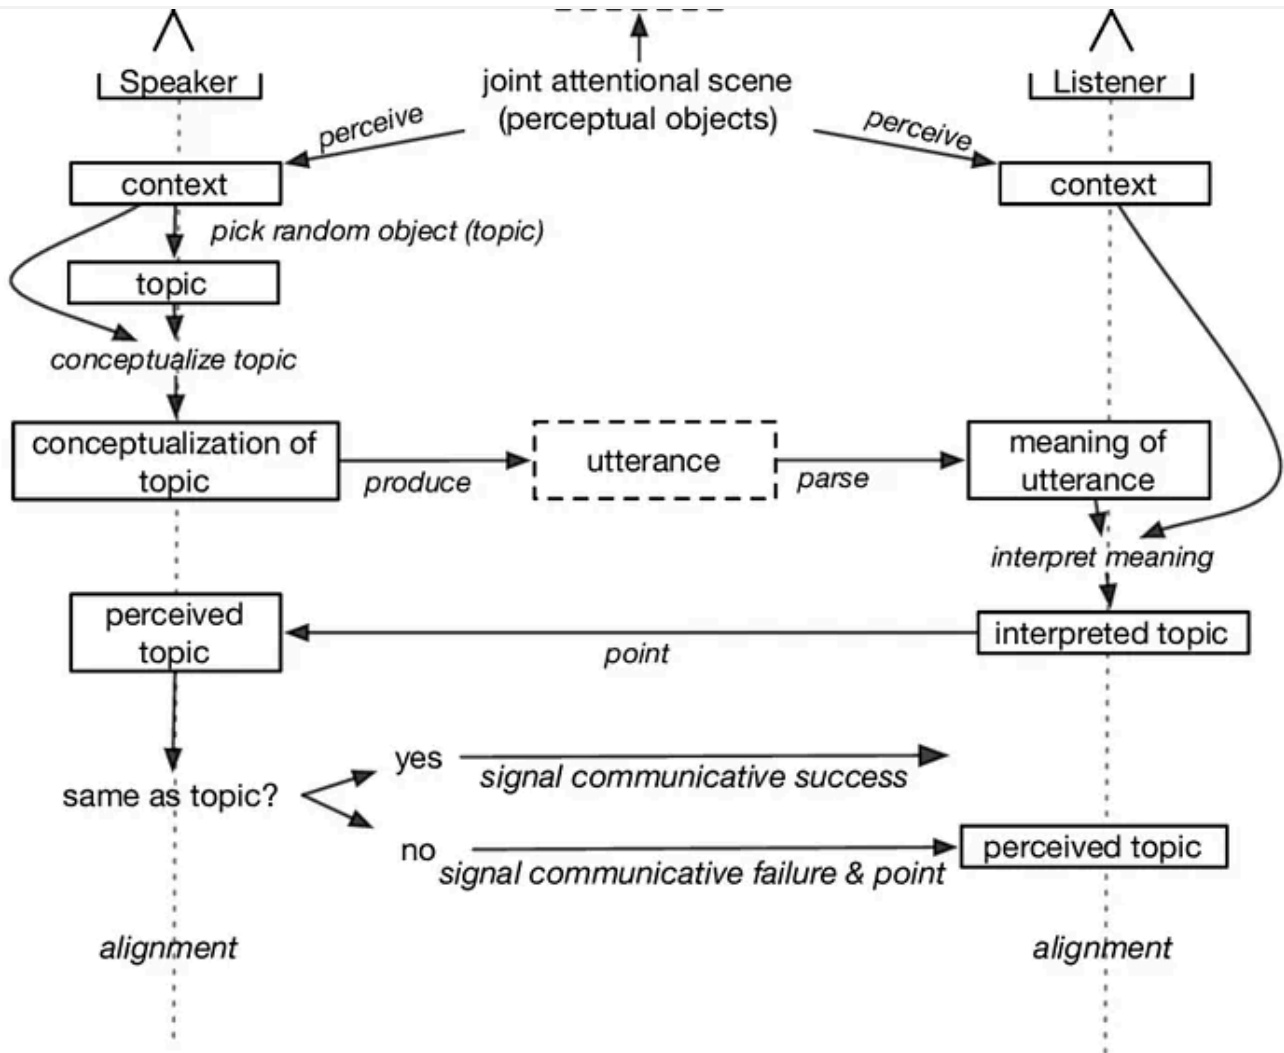 Speaker
joint attentional scene
(perceptual objects)
Listener
perceive
perceive
context
context
pick random object (topic)
topic
conceptualize topic
conceptualization of
topic
produce
utterance
parse
meaning of
utterance
interpret meaning
perceived
topic
point
interpreted topic
same as topic?
yes
signal communicative success
no
signal communicative failure & point
perceived topic
alignment
alignment